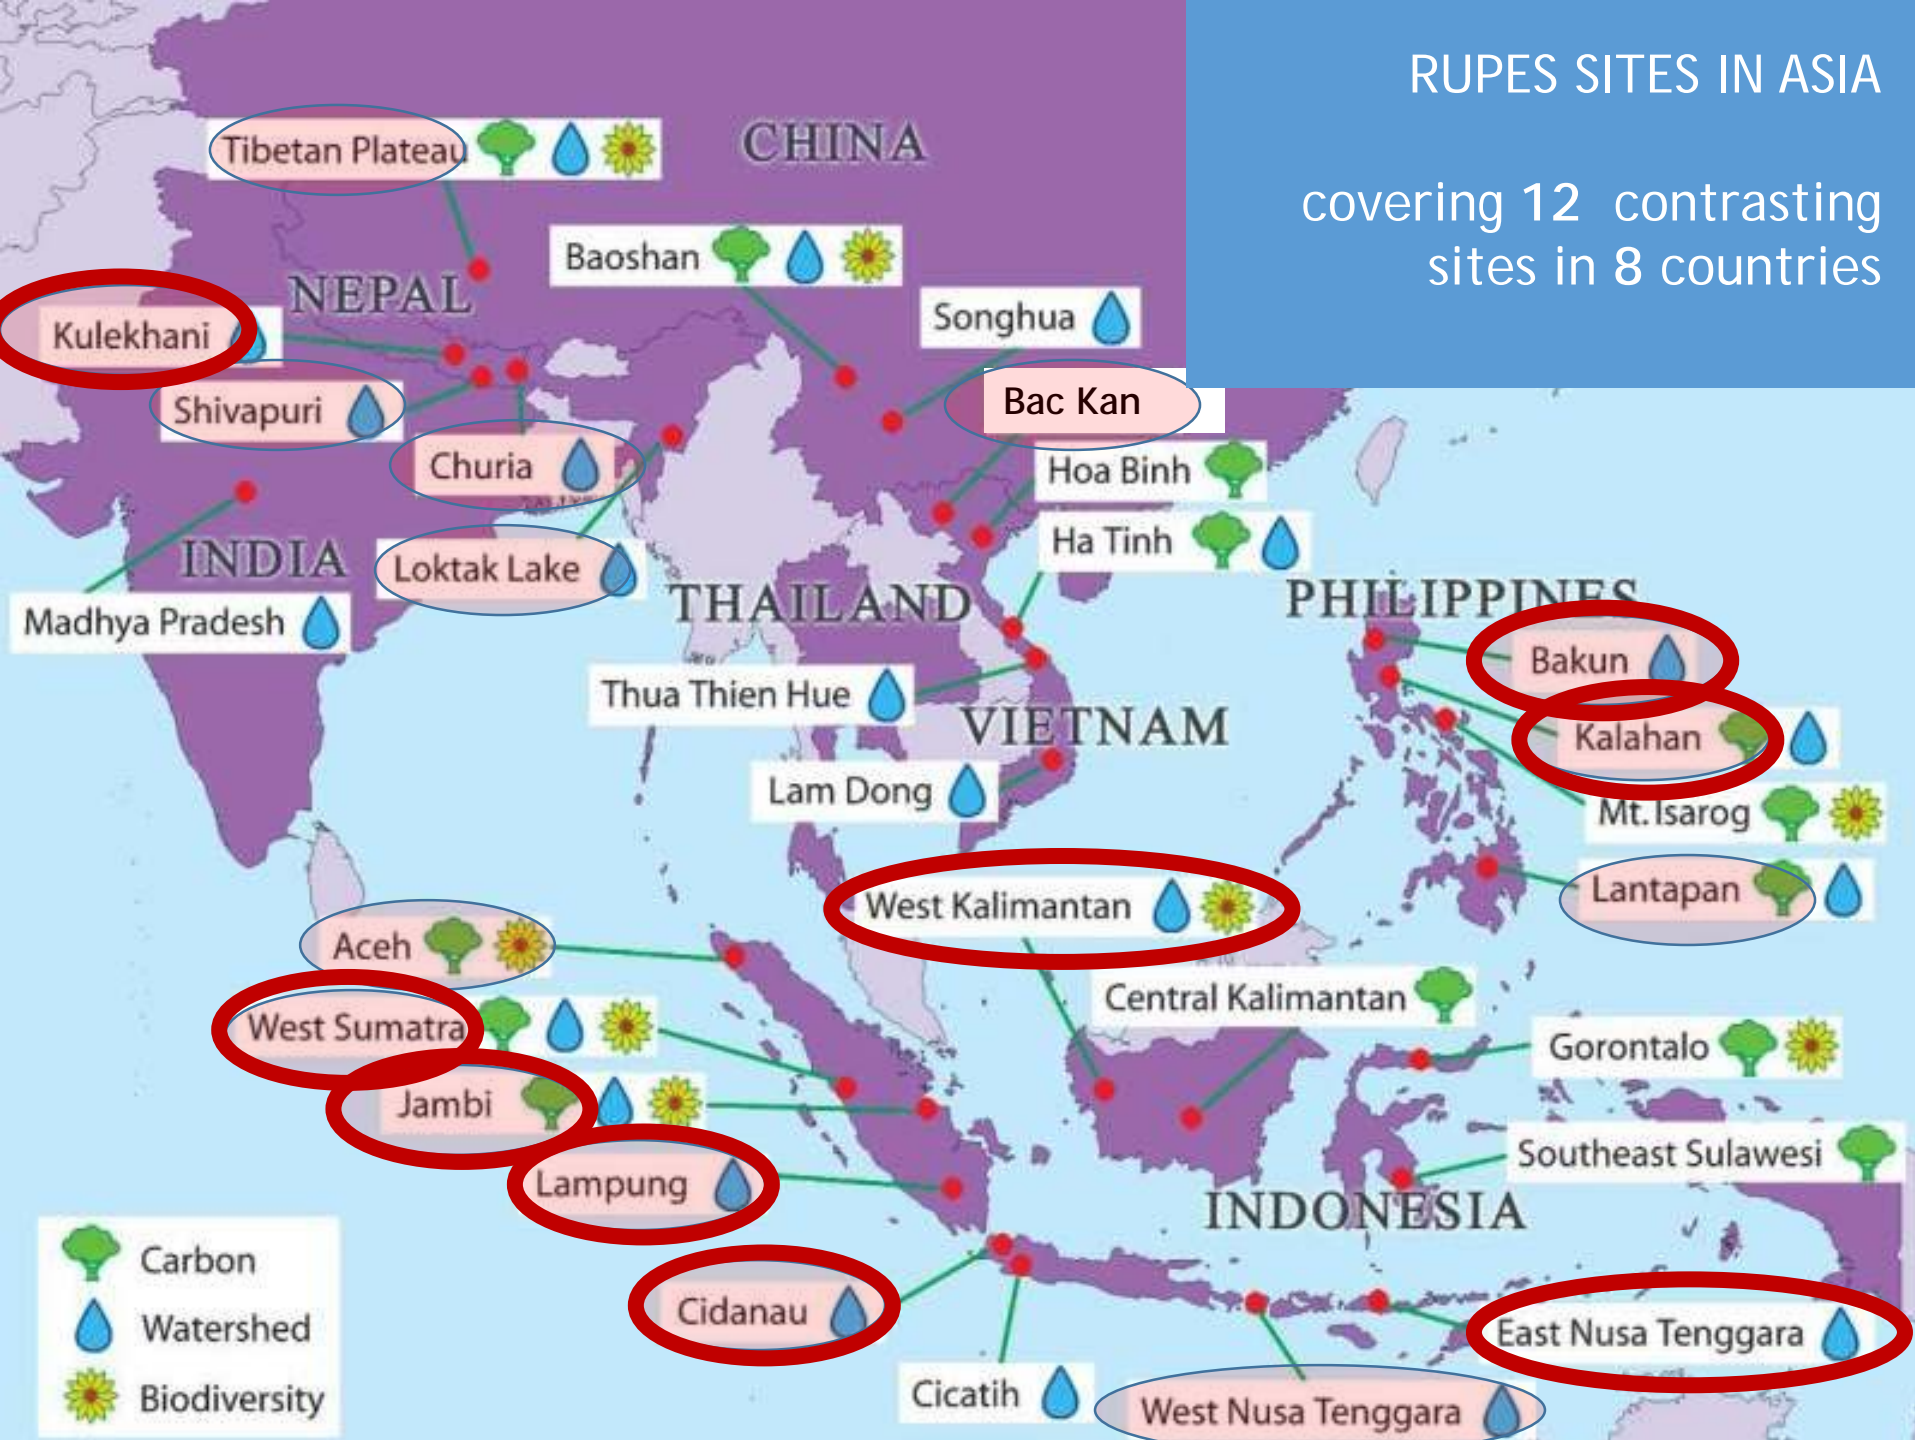 RUPES SITES IN ASIA
covering 12 contrasting
sites in 8 countries
Tibetan Plateau
CHINA
Baoshan
NEPAL
Songhua
Kulekhani
Shivapuri
Bac Kan
Churia
Hoa Binh
Ha Tinh
INDIA
Loktak Lake
THAILAND
PHILIPPINES
Madhya Pradesh
Bakun
Thua Thien Hue
VIETNAM
Kalahan
Lam Dong
Mt. Isarog
West Kalimantan
Lantapan
Aceh
Central Kalimantan
West Sumatra
Gorontalo
Jambi
Southeast Sulawesi
Lampung
INDONESIA
Carbon
Cidanau
Watershed
East Nusa Tenggara
Biodiversity
Cicatih
West Nusa Tenggara